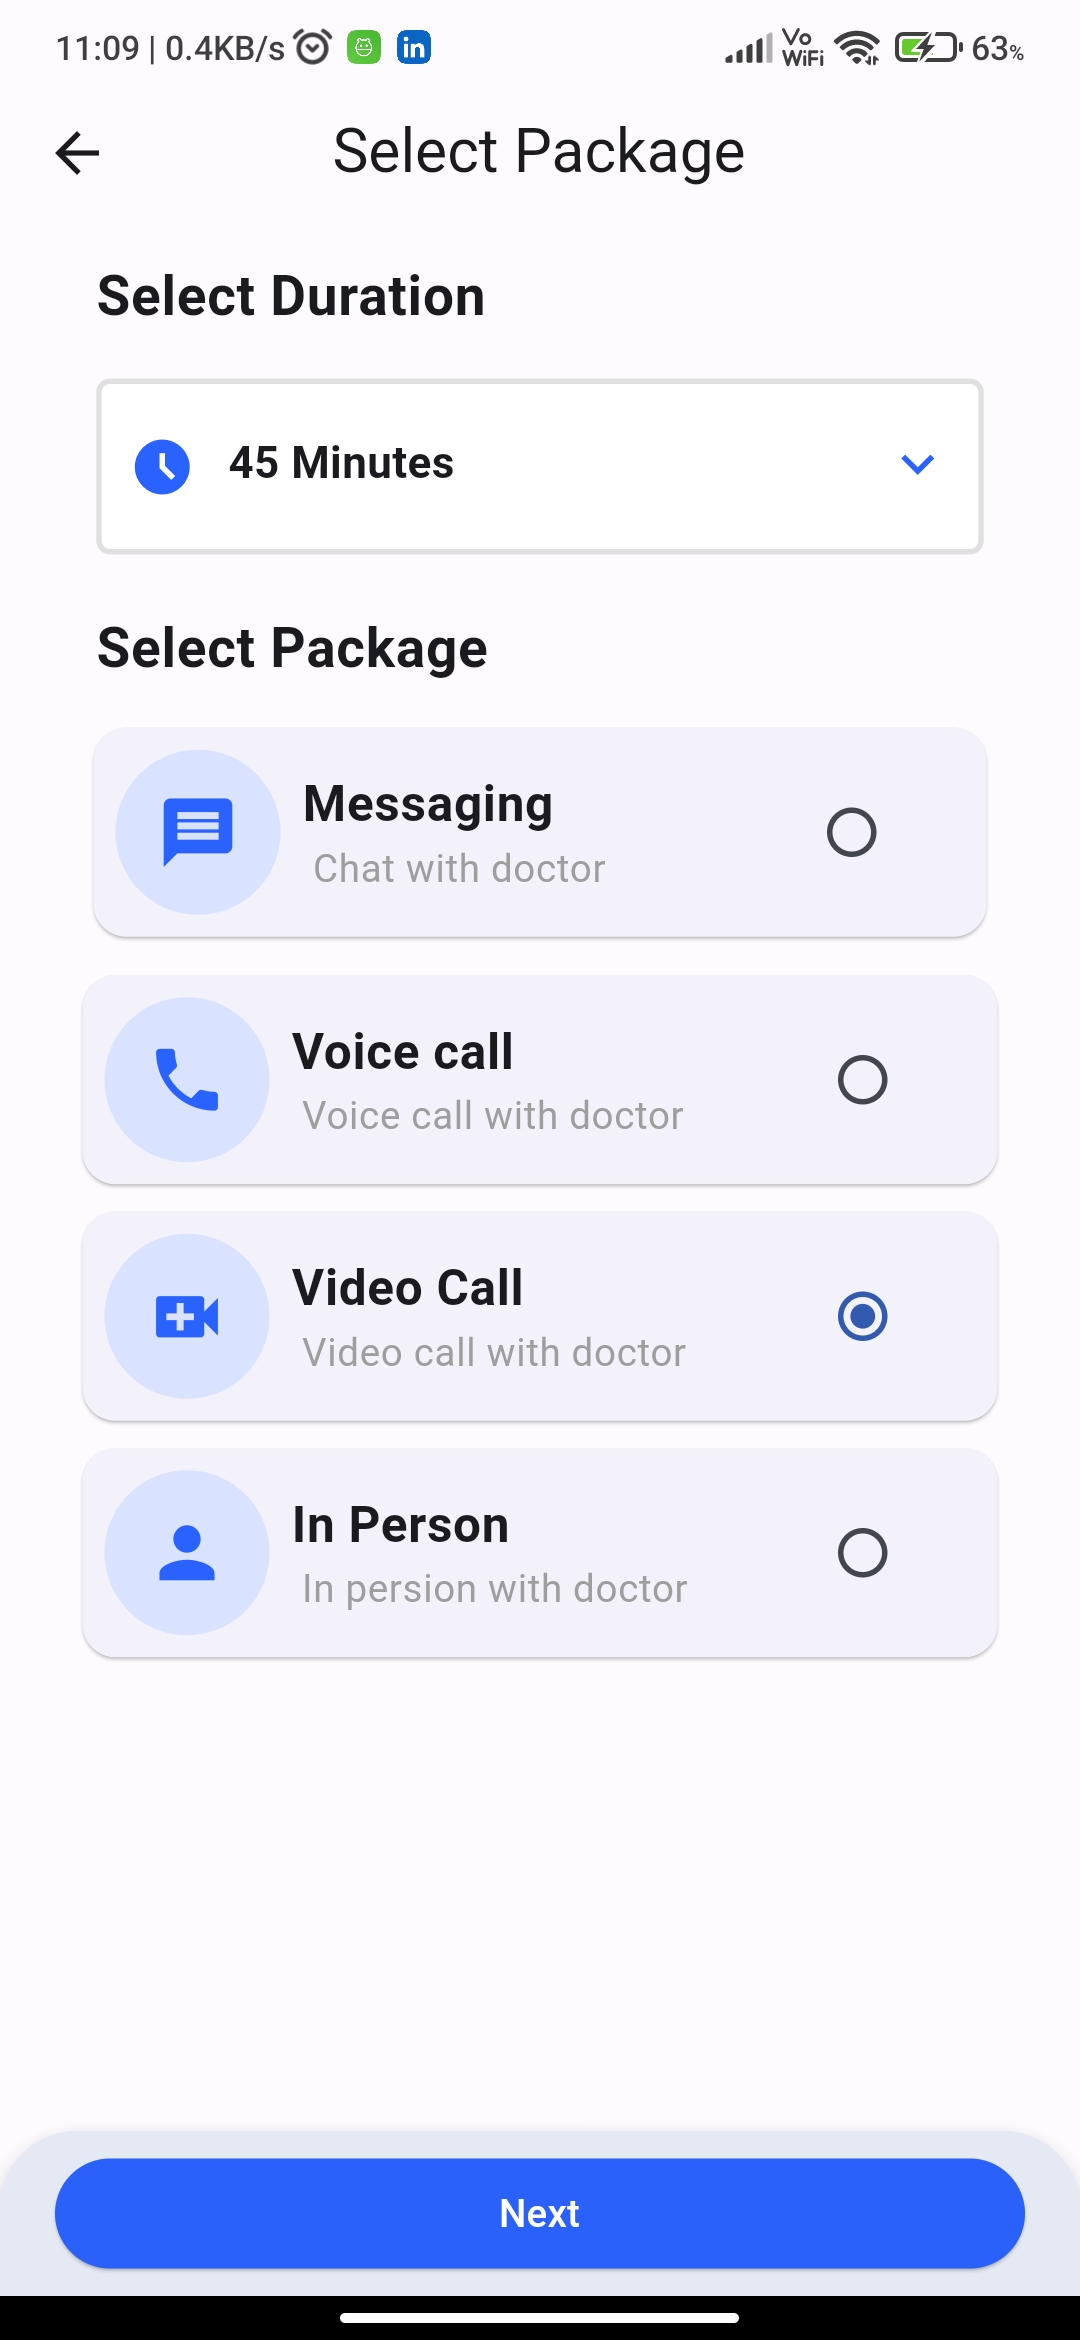 11:09 | 0.4KB/s in Vo WiFi 63%
Select Package
Select Duration
45 Minutes
Select Package
Messaging
Chat with doctor
Voice call
Voice call with doctor
Video Call
Video call with doctor
In Person
In persion with doctor
Next